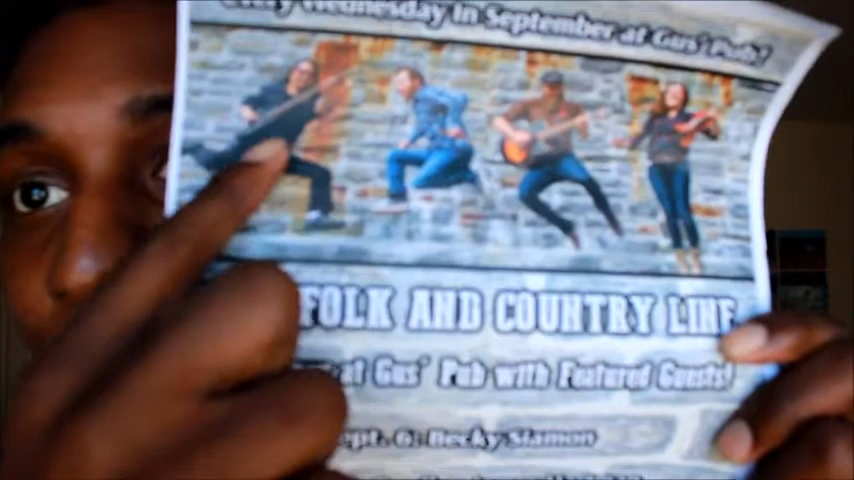 Every Wednesday in September at Gus' Pub!
FOLK AND COUNTRY LINE
at Gus' Pub with Featured Guests!
Sept. 6: Becky Siamon